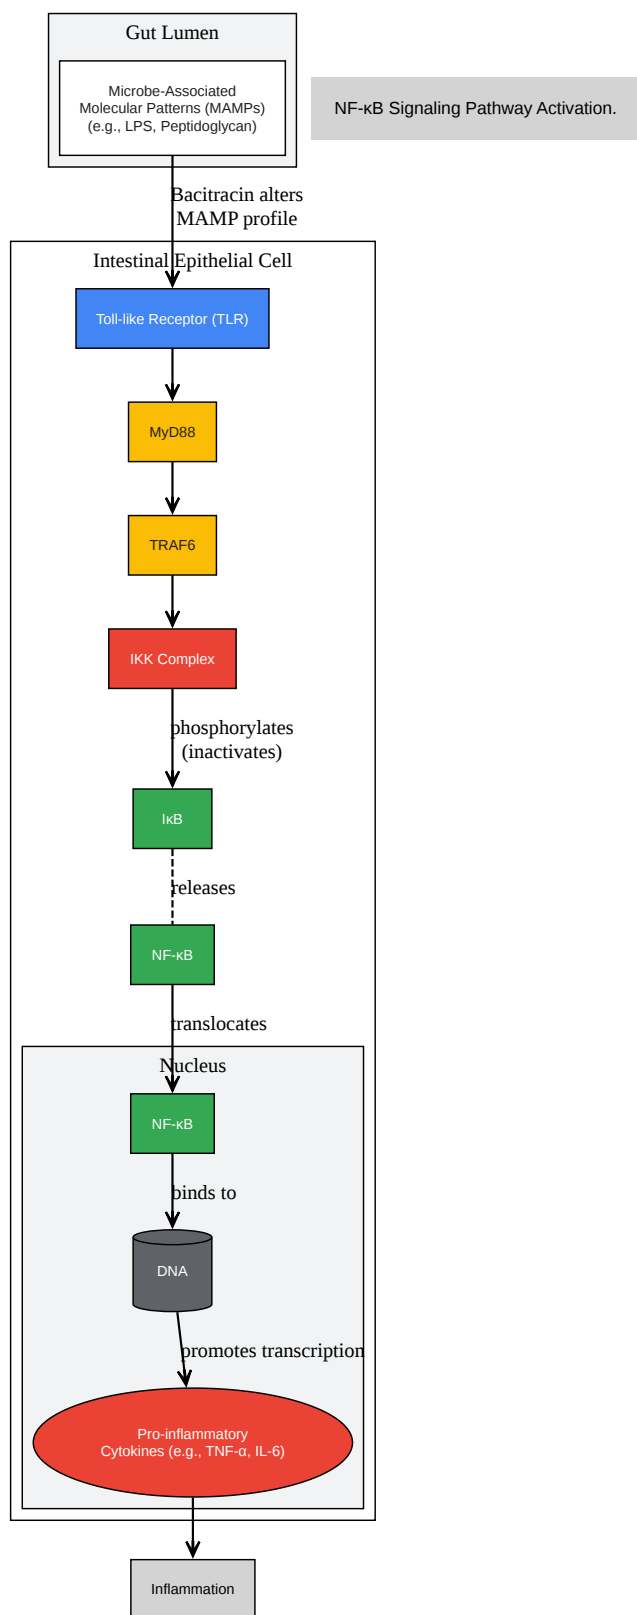 Gut Lumen
Microbe-Associated
Molecular Patterns (MAMPs)
(e.g., LPS, Peptidoglycan)
NF-κB Signaling Pathway Activation.
Bacitracin alters
MAMP profile
Intestinal Epithelial Cell
Toll-like Receptor (TLR)
MyD88
TRAF6
IKK Complex
phosphorylates
(inactivates)
IκB
releases
NF-κB
translocates
Nucleus
NF-κB
binds to
DNA
promotes transcription
Pro-inflammatory
Cytokines (e.g., TNF-α, IL-6)
Inflammation